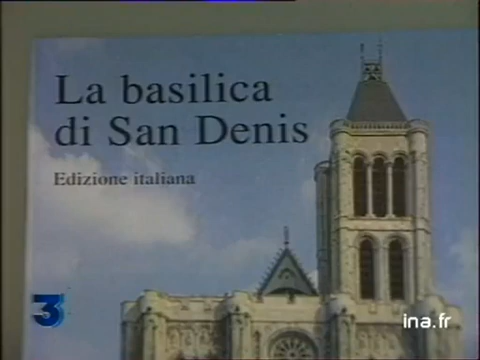 La basilica
di San Denis
Edizione italiana
3
ina.fr